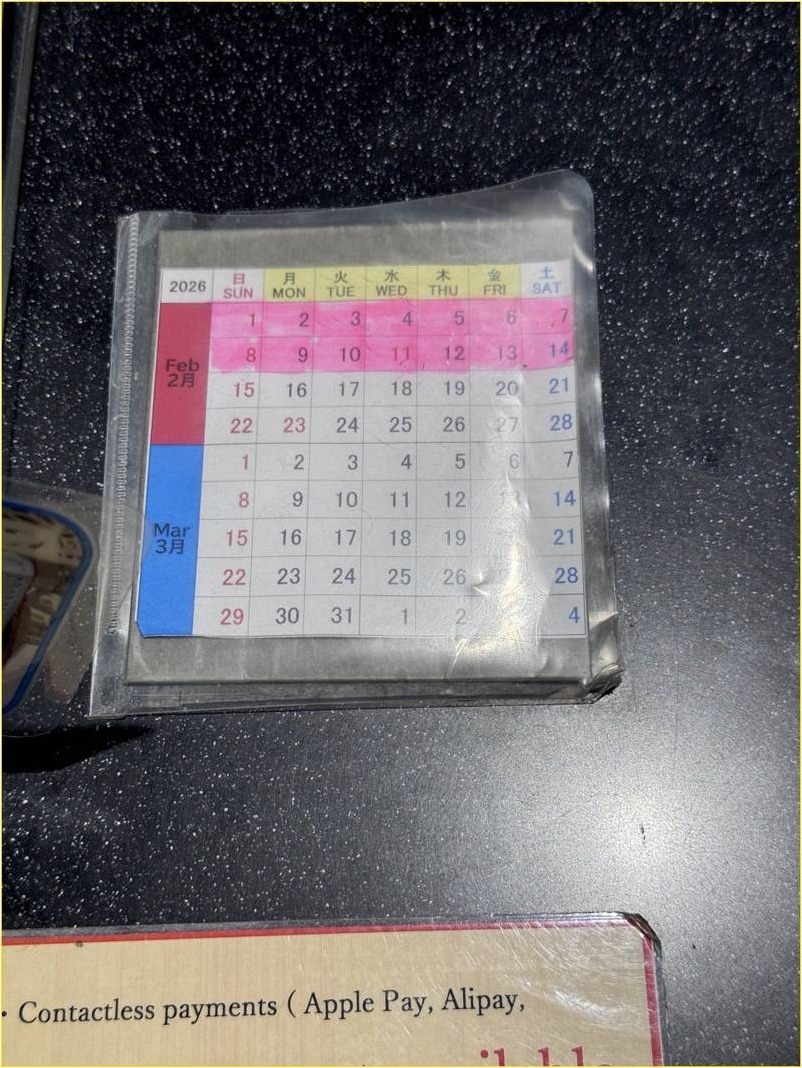 2026 日 月 火 水 木 金 土
SUN MON TUE WED THU FRI SAT
1 2 3 4 5 6 7
8 9 10 11 12 13 14
Feb
2月
15 16 17 18 19 20 21
22 23 24 25 26 27 28
1 2 3 4 5 6 7
8 9 10 11 12 13 14
Mar
3月
15 16 17 18 19 21
22 23 24 25 26 28
29 30 31 1 2 4
· Contactless payments ( Apple Pay, Alipay,